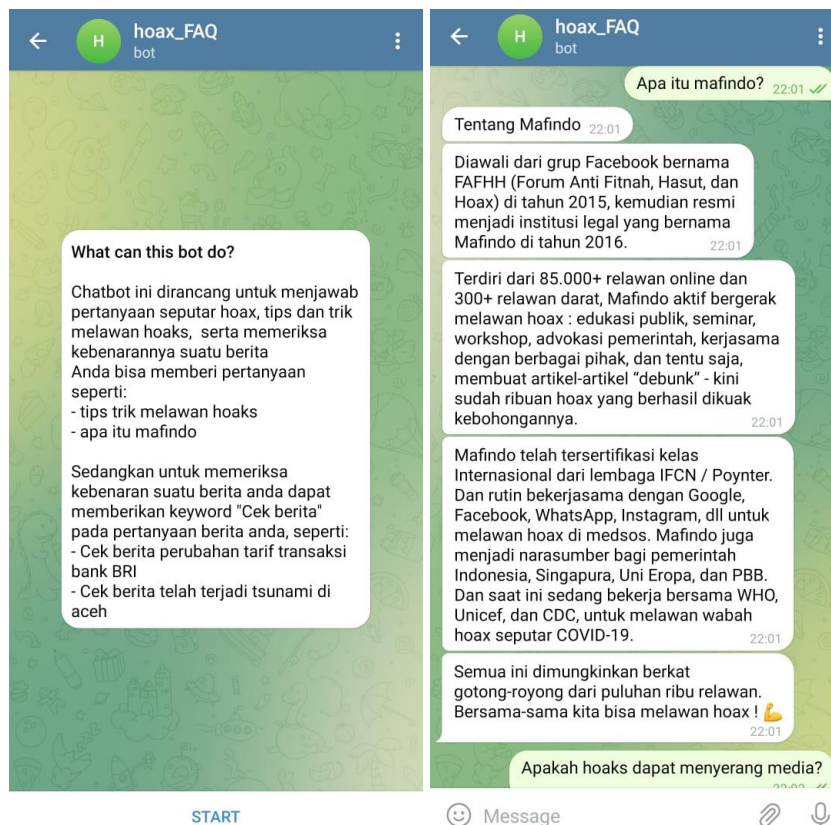 hoax_FAQ
bot
H
What can this bot do?
Chatbot ini dirancang untuk menjawab
pertanyaan seputar hoax, tips dan trik
melawan hoaks, serta memeriksa
kebenarannya suatu berita
Anda bisa memberi pertanyaan
seperti:
- tips trik melawan hoaks
- apa itu mafindo
Sedangkan untuk memeriksa
kebenaran suatu berita anda dapat
memberikan keyword "Cek berita"
pada pertanyaan berita anda, seperti:
- Cek berita perubahan tarif transaksi
bank BRI
- Cek berita telah terjadi tsunami di
aceh
START
hoax_FAQ
bot
H
Apa itu mafindo? 22:01
Tentang Mafindo 22:01
Diawali dari grup Facebook bernama
FAFHH (Forum Anti Fitnah, Hasut, dan
Hoax) di tahun 2015, kemudian resmi
menjadi institusi legal yang bernama
Mafindo di tahun 2016. 22:01
Terdiri dari 85.000+ relawan online dan
300+ relawan darat, Mafindo aktif bergerak
melawan hoax : edukasi publik, seminar,
workshop, advokasi pemerintah, kerjasama
dengan berbagai pihak, dan tentu saja,
membuat artikel-artikel “debunk” - kini
sudah ribuan hoax yang berhasil dikuak
kebohongannya. 22:01
Mafindo telah tersertifikasi kelas
Internasional dari lembaga IFCN / Poynter.
Dan rutin bekerjasama dengan Google,
Facebook, WhatsApp, Instagram, dll untuk
melawan hoax di medsos. Mafindo juga
menjadi narasumber bagi pemerintah
Indonesia, Singapura, Uni Eropa, dan PBB.
Dan saat ini sedang bekerja bersama WHO,
Unicef, dan CDC, untuk melawan wabah
hoax seputar COVID-19. 22:01
Semua ini dimungkinkan berkat
gotong-royong dari puluhan ribu relawan.
Bersama-sama kita bisa melawan hoax ! 💪
22:01
Apakah hoaks dapat menyerang media?
Message